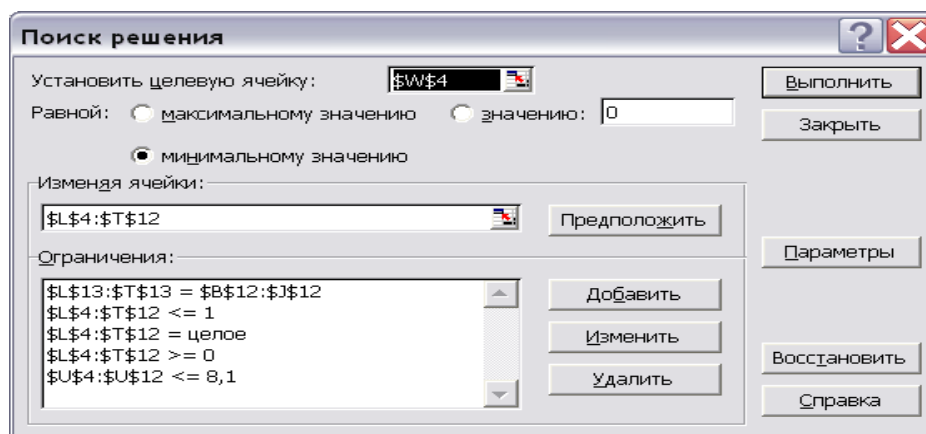 Поиск решения
Установить целевую ячейку: $W$4
Выполнить
Равной: максимальному значению значению: 0
Закрыть
минимальному значению
Изменяя ячейки:
$L$4:$T$12
Предположить
Параметры
Ограничения:
$L$13:$T$13 = $B$12:$J$12
$L$4:$T$12 <= 1
$L$4:$T$12 = целое
$L$4:$T$12 >= 0
$U$4:$U$12 <= 8,1
Добавить
Изменить
Удалить
Восстановить
Справка